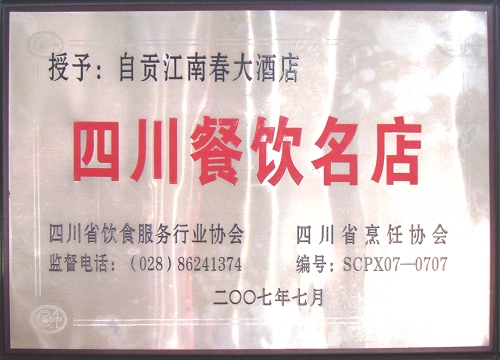 授予：自贡江南春大酒店
四川餐饮名店
四川省饮食服务行业协会 四川省烹饪协会
监督电话：（028）86241374 编号：SCPX07—0707
二〇〇七年七月